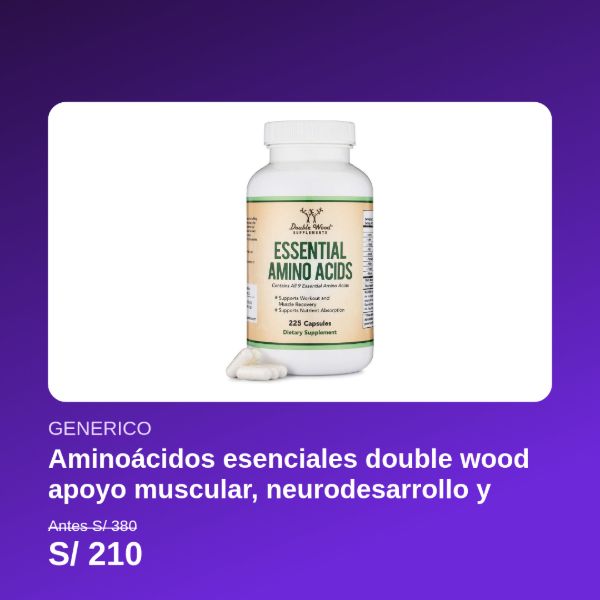 Double Wood
SUPPLEMENTS
ESSENTIAL
AMINO ACIDS
Contains All 9 Essential Amino Acids
Supports Workout and
Muscle Recovery
Supports Nutrient Absorption
225 Capsules
Dietary Supplement
GENERICO
Aminoácidos esenciales double wood
apoyo muscular, neurodesarrollo y
Antes S/ 380
S/ 210